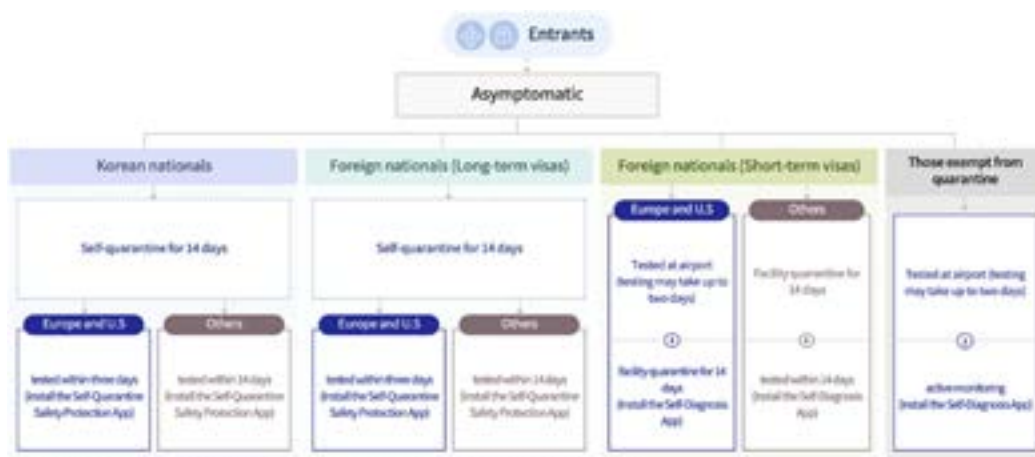 Entrants
Asymptomatic
Korean nationals
Self-quarantine for 14 days
Europe and U.S
tested within three days
(Install the Self-Quarantine
Safety Protection App)
Others
tested within 14 days
(Install the Self-Quarantine
Safety Protection App)
Foreign nationals (Long-term visas)
Self-quarantine for 14 days
Europe and U.S
tested within three days
(Install the Self-Quarantine
Safety Protection App)
Others
tested within 14 days
(Install the Self-Quarantine
Safety Protection App)
Foreign nationals (Short-term visas)
Europe and U.S
Tested at airport
(testing may take up to
two days)
facility quarantine for 14
days
(Install the Self-Diagnosis
App)
Others
Facility quarantine for
14 days
tested within 14 days
(Install the Self-Diagnosis
App)
Those exempt from
quarantine
Tested at airport (testing
may take up to two days)
active monitoring
(Install the Self-Diagnosis App)